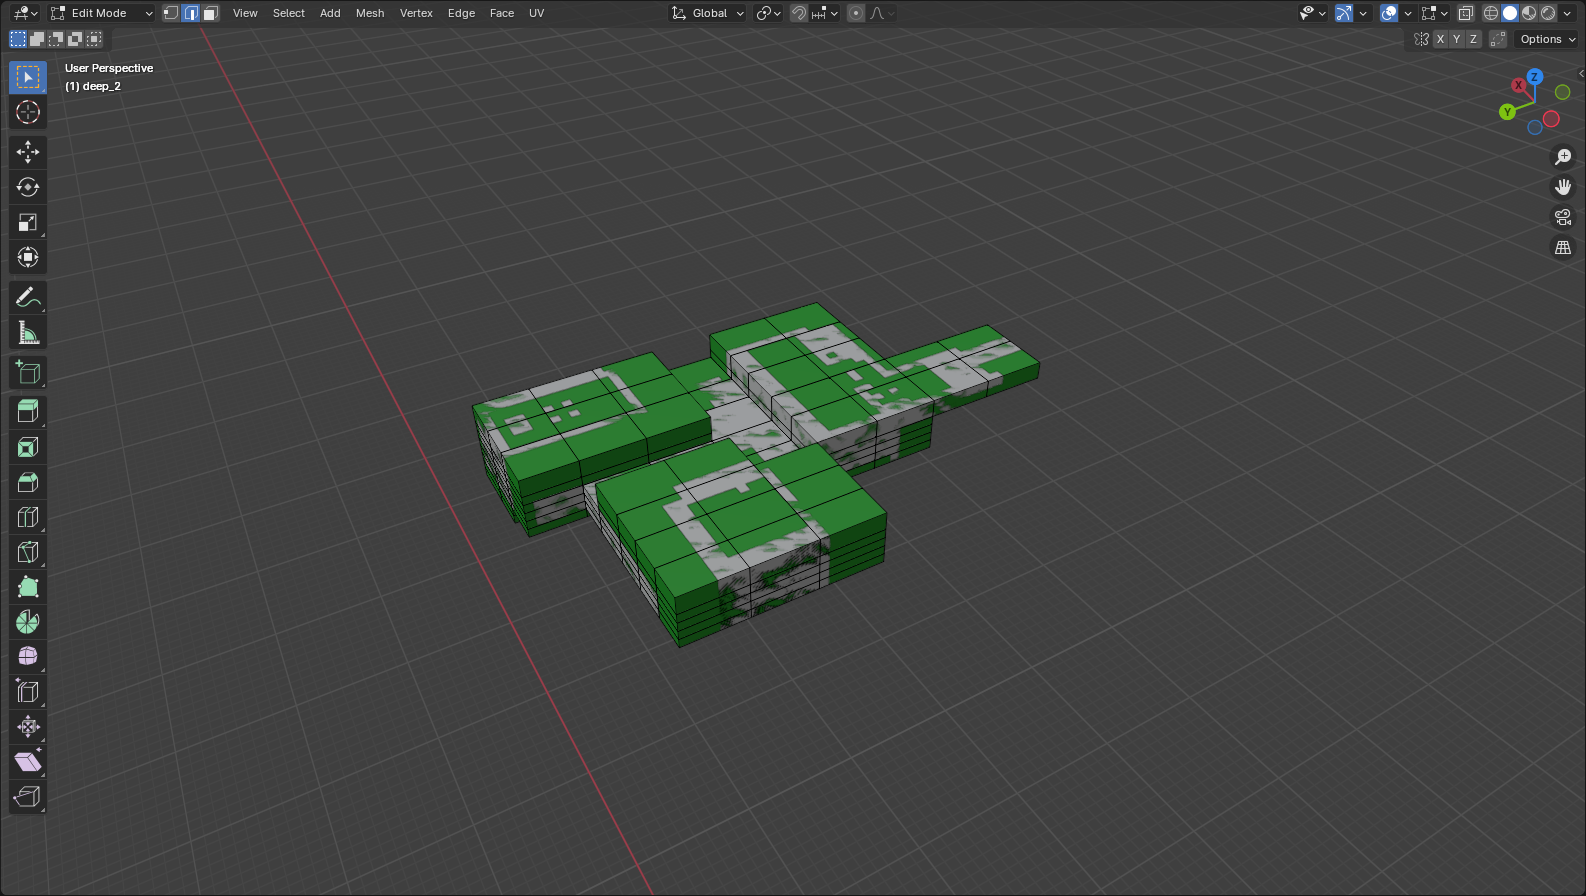 Edit Mode View Select Add Mesh Vertex Edge Face UV Global
X Y Z Options
User Perspective
(1) deep_2
Z
X
Y